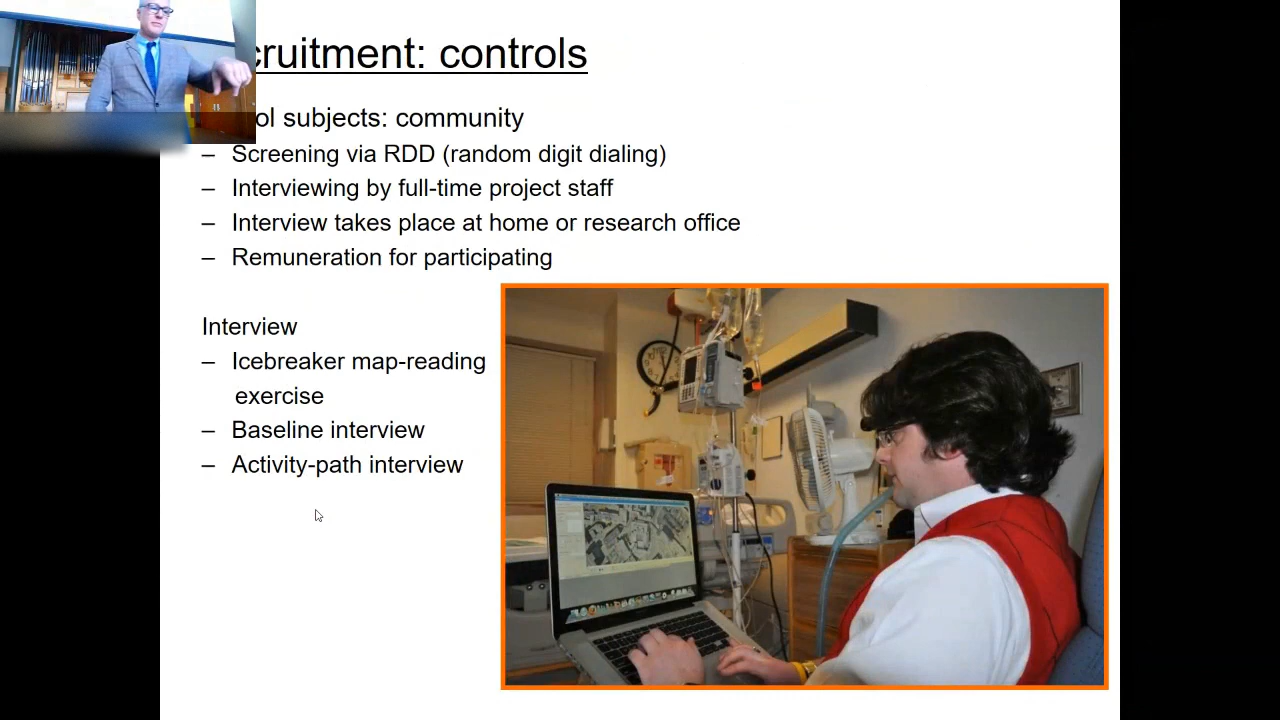 cruitment: controls
ol subjects: community
– Screening via RDD (random digit dialing)
– Interviewing by full-time project staff
– Interview takes place at home or research office
– Remuneration for participating
Interview
– Icebreaker map-reading
exercise
– Baseline interview
– Activity-path interview